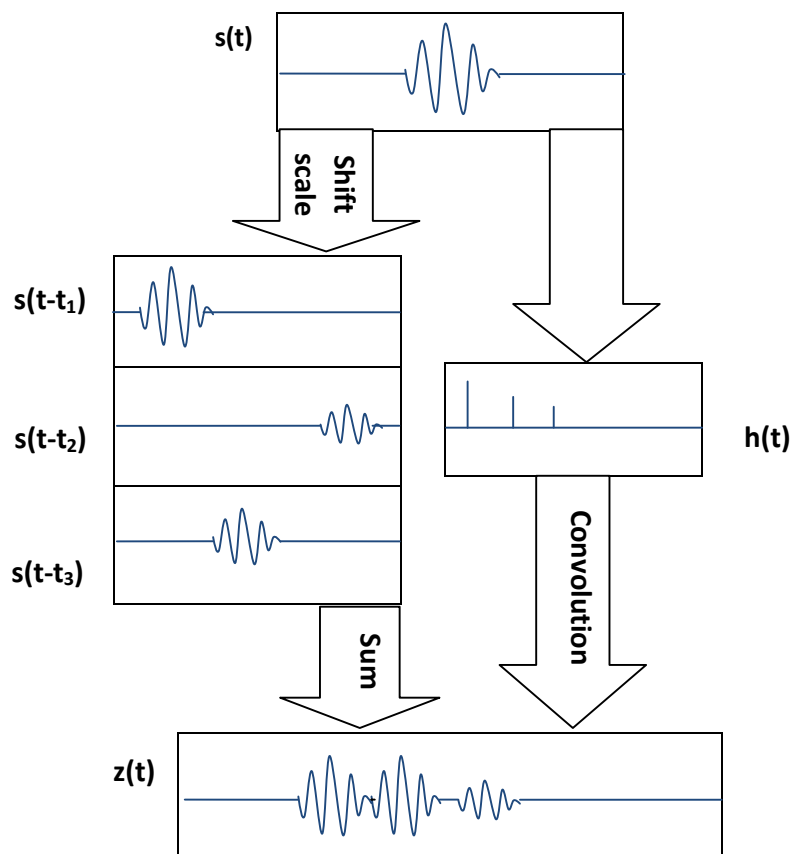 s(t)
Shift
scale
s(t-t₁)
s(t-t₂)
h(t)
s(t-t₃)
Convolution
Sum
z(t)